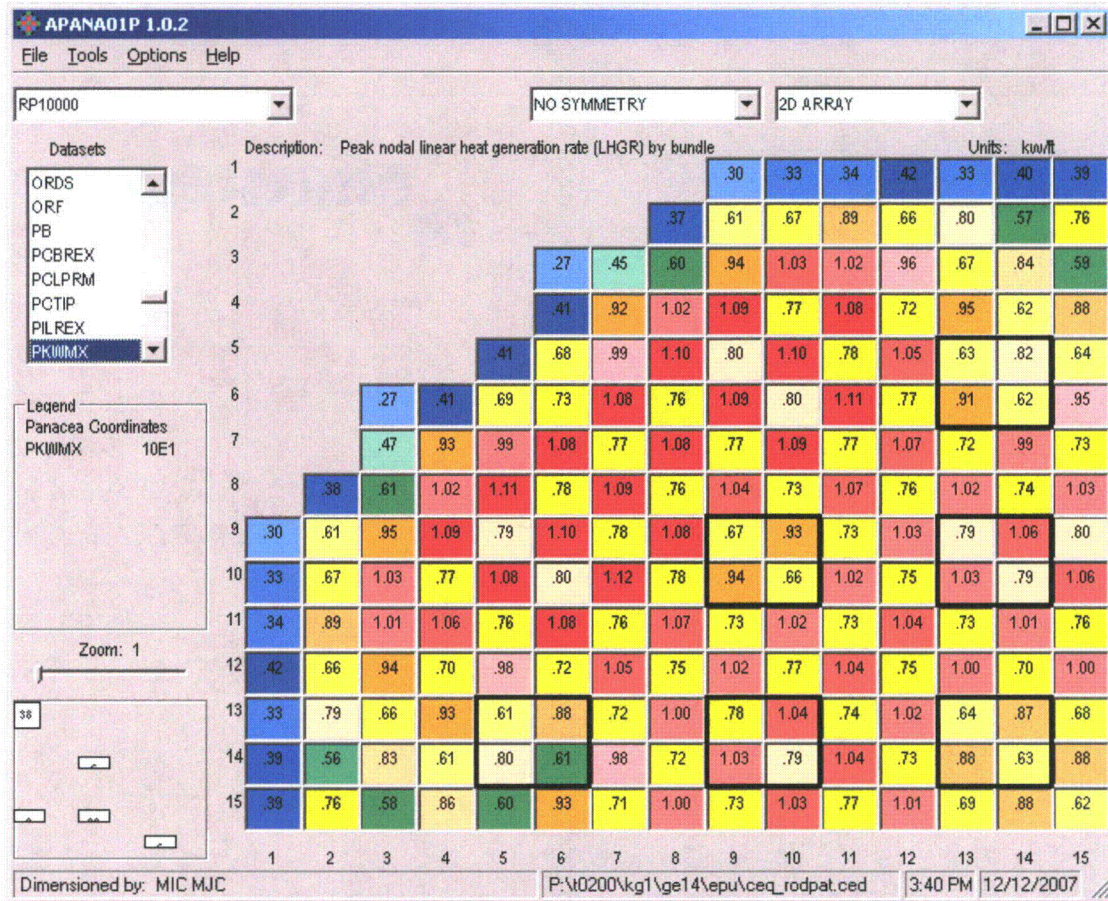 APANA01P 1.0.2
File Tools Options Help
RP10000 NO SYMMETRY 2D ARRAY
Datasets
Description: Peak nodal linear heat generation rate (LHGR) by bundle Units: kw/ft
ORDS
ORF
PB
PCBREX
PCLPRM
PCTIP
PILREX
PKWMX
Legend
Panacea Coordinates
PKWMX 10E1
Zoom: 1
38
1 .30 .33 .34 .42 .33 .40 .39
2 .37 .61 .67 .89 .66 .80 .57 .76
3 .27 .45 .60 .94 1.03 1.02 .96 .67 .84 .59
4 .41 .92 1.02 1.09 .77 1.08 .72 .95 .62 .88
5 .41 .68 .99 1.10 .80 1.10 .78 1.05 .63 .82 .64
6 .27 .41 .69 .73 1.08 .76 1.09 .80 1.11 .77 .91 .62 .95
7 .47 .93 .99 1.08 .77 1.08 .77 1.09 .77 1.07 .72 .99 .73
8 .38 .61 1.02 1.11 .78 1.09 .76 1.04 .73 1.07 .76 1.02 .74 1.03
9 .30 .61 .95 1.09 .79 1.10 .78 1.08 .67 .93 .73 1.03 .79 1.06 .80
10 .33 .67 1.03 .77 1.08 .80 1.12 .78 .94 .66 1.02 .75 1.03 .79 1.06
11 .34 .89 1.01 1.06 .76 1.08 .76 1.07 .73 1.02 .73 1.04 .73 1.01 .76
12 .42 .66 .94 .70 .98 .72 1.05 .75 1.02 .77 1.04 .75 1.00 .70 1.00
13 .33 .79 .66 .93 .61 .88 .72 1.00 .78 1.04 .74 1.02 .64 .87 .68
14 .39 .56 .83 .61 .80 .61 .98 .72 1.03 .79 1.04 .73 .88 .63 .88
15 .39 .76 .58 .86 .60 .93 .71 1.00 .73 1.03 .77 1.01 .69 .88 .62
1 2 3 4 5 6 7 8 9 10 11 12 13 14 15
Dimensioned by: MIC MJC P:\t0200\kg1\ge14\epu\ceq_rodpat.ced 3:40 PM 12/12/2007